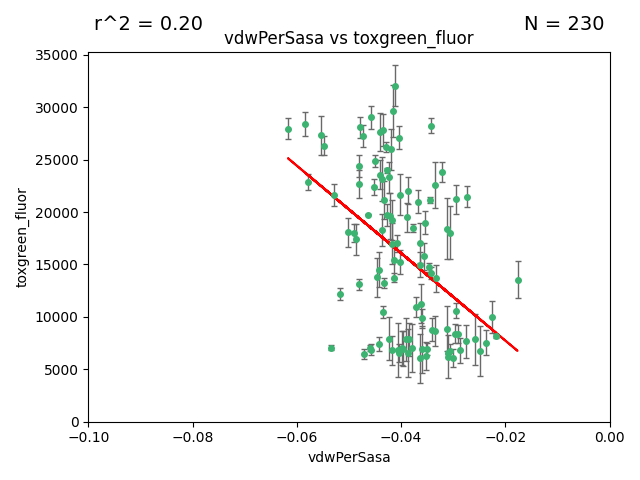 r^2 = 0.20
N = 230
vdwPerSasa vs toxgreen_fluor
35000
30000
25000
20000
15000
10000
5000
0
toxgreen_fluor
−0.10
−0.08
−0.06
−0.04
−0.02
0.00
vdwPerSasa